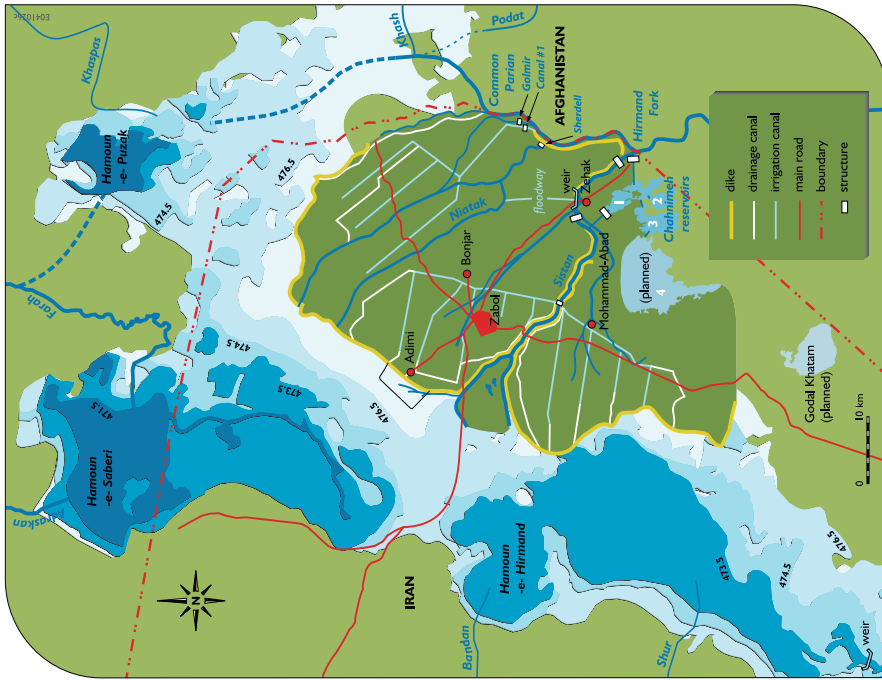 E041026c
Khaspas
Khash
Podat
Hamoun
-e- Puzak
474.5
476.5
Common
Parian
Golmir
Canal #1
AFGHANISTAN
Sherdell
Hirmand
Fork
Farah
Niatak
floodway
weir
Zehak
1
2
3
Chahnimeh
reservoirs
Bonjar
Sistan
Mohammad-Abad
(planned)
4
Zabol
Adimi
474.5
473.5
476.5
471.5
Hamoun
-e- Saberi
N
IRAN
Hamoun
-e- Hirmand
Bandan
Shur
473.5
474.5
476.5
weir
Godal Khatam
(planned)
0
10 km
dike
drainage canal
irrigation canal
main road
boundary
structure